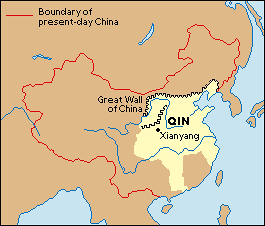 Boundary of
present-day China
Great Wall
of China
QIN
Xianyang